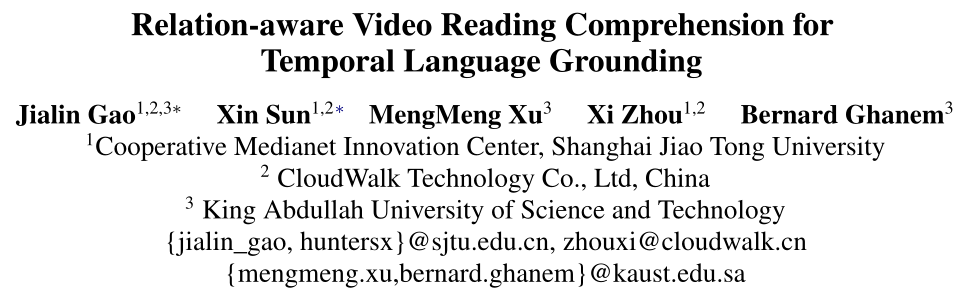 Relation-aware Video Reading Comprehension for
Temporal Language Grounding
Jialin Gao1,2,3* Xin Sun1,2* MengMeng Xu3 Xi Zhou1,2 Bernard Ghanem3
1Cooperative Medianet Innovation Center, Shanghai Jiao Tong University
2 CloudWalk Technology Co., Ltd, China
3 King Abdullah University of Science and Technology
{jialin_gao, huntersx}@sjtu.edu.cn, zhouxi@cloudwalk.cn
{mengmeng.xu,bernard.ghanem}@kaust.edu.sa